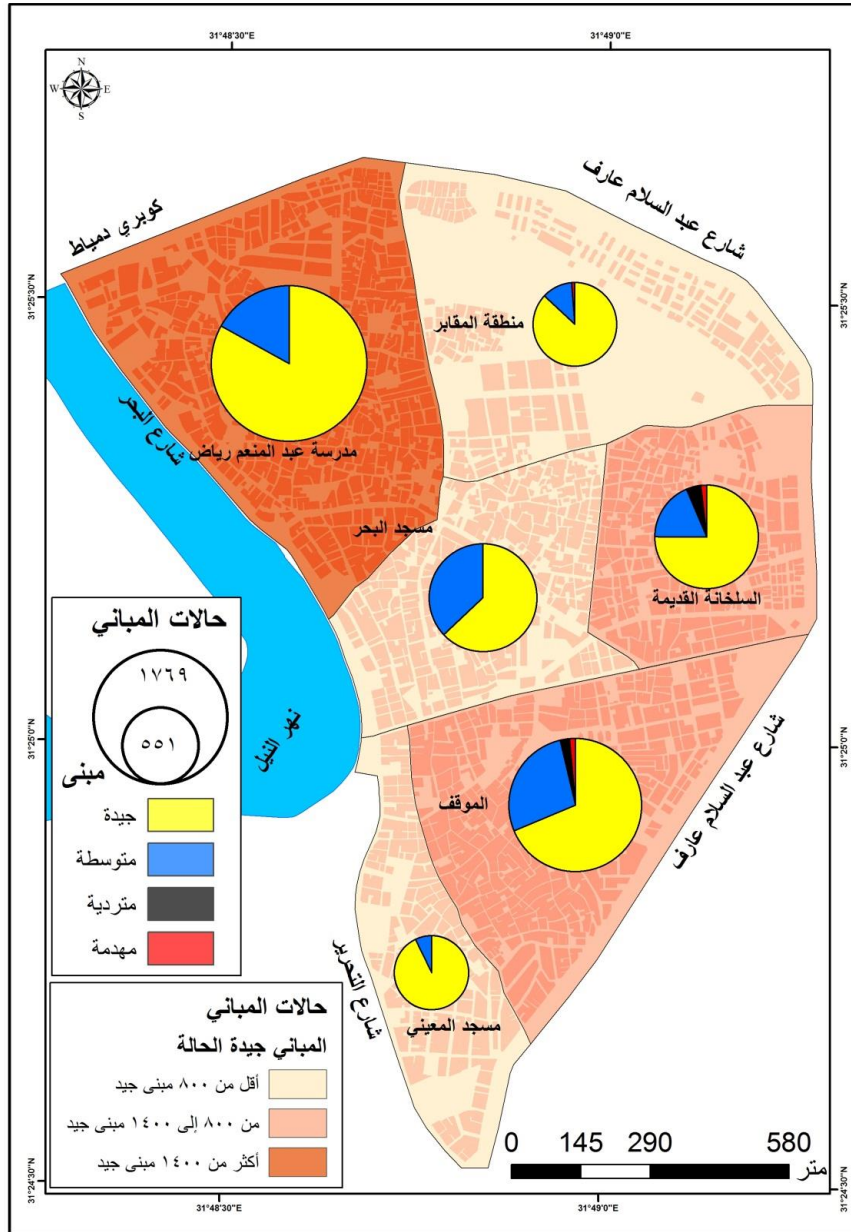 31°48'30"E
31°49'0"E
N
W
E
S
شارع عبد السلام عارف
كوبري دمياط
31°25'30"N
31°25'30"N
منطقة المقابر
شارع البحر
مدرسة عبد المنعم رياض
مسجد البحر
السلخانة القديمة
حالات المباني
١٧٦٩
٥٥١
مبنى
جيدة
متوسطة
متردية
مهدمة
نهر النيل
31°25'0"N
31°25'0"N
شارع عبد السلام عارف
الموقف
شارع التحرير
مسجد المعيني
حالات المباني
المباني جيدة الحالة
أقل من ٨٠٠ مبنى جيد
من ٨٠٠ إلى ١٤٠٠ مبنى جيد
أكثر من ١٤٠٠ مبنى جيد
0 145 290 580
متر
31°24'30"N
31°24'30"N
31°48'30"E
31°49'0"E